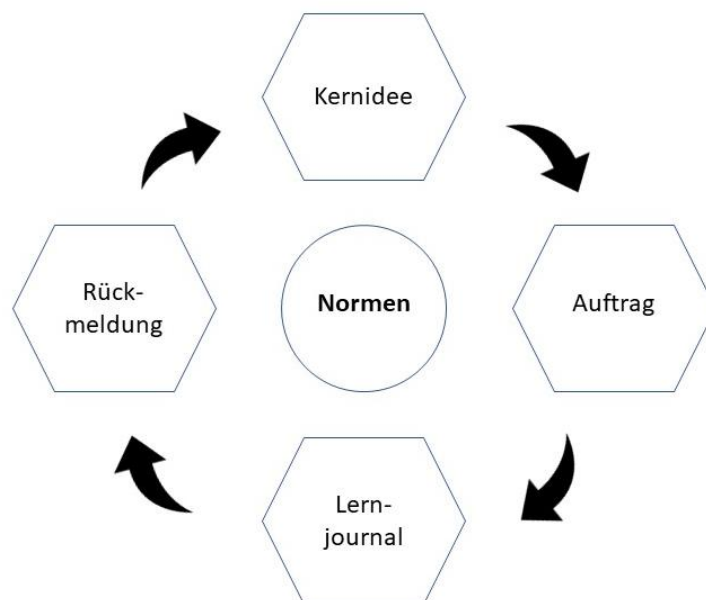 Kernidee
Rück-
meldung
Normen
Auftrag
Lern-
journal